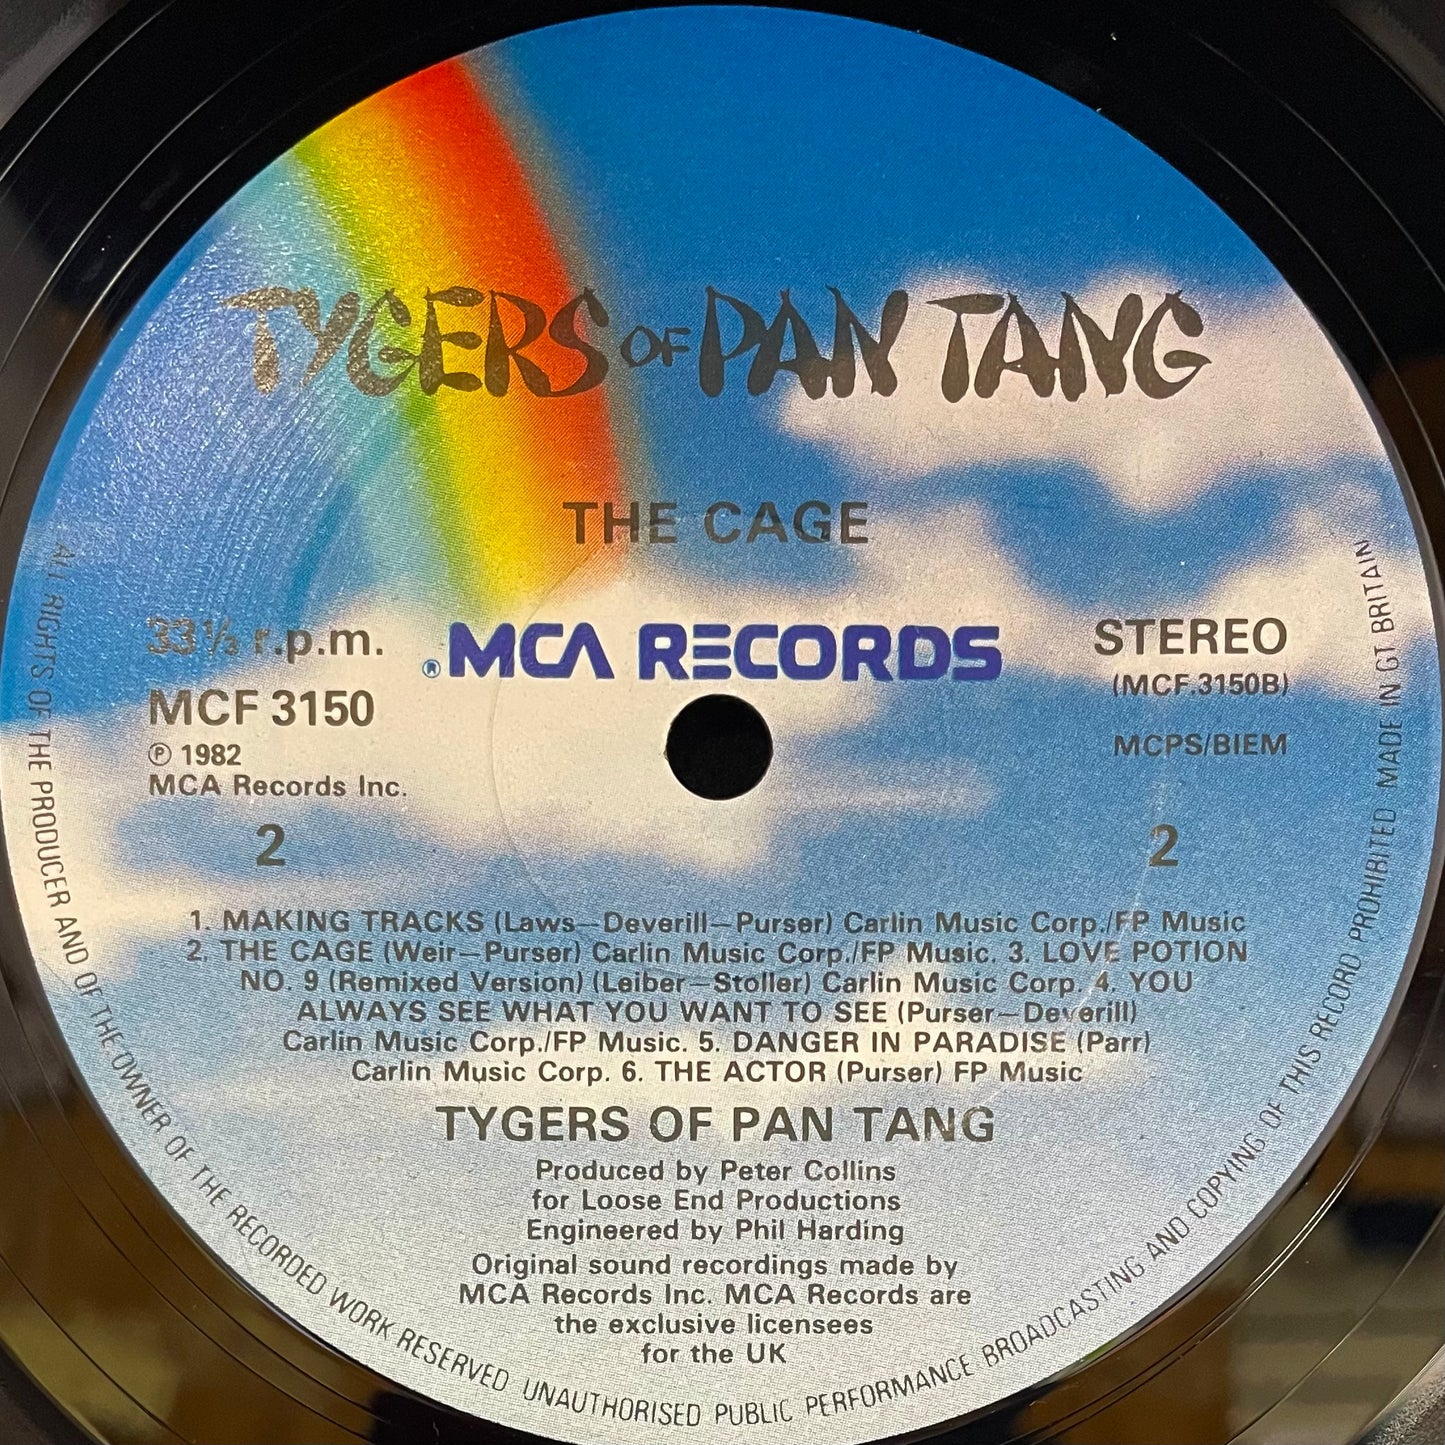 TYGERS OF PAN TANG
THE CAGE
33⅓ r.p.m.
® MCA RECORDS
STEREO
MCF 3150
(MCF.3150B)
℗ 1982
MCPS/BIEM
MCA Records Inc.
2
2
1. MAKING TRACKS (Laws–Deverill–Purser) Carlin Music Corp./FP Music
2. THE CAGE (Weir–Purser) Carlin Music Corp./FP Music. 3. LOVE POTION
NO. 9 (Remixed Version) (Leiber–Stoller) Carlin Music Corp. 4. YOU
ALWAYS SEE WHAT YOU WANT TO SEE (Purser–Deverill)
Carlin Music Corp./FP Music. 5. DANGER IN PARADISE (Parr)
Carlin Music Corp. 6. THE ACTOR (Purser) FP Music
TYGERS OF PAN TANG
Produced by Peter Collins
for Loose End Productions
Engineered by Phil Harding
Original sound recordings made by
MCA Records Inc. MCA Records are
the exclusive licensees
for the UK
ALL RIGHTS OF THE PRODUCER AND OF THE OWNER OF THE RECORDED WORK RESERVED UNAUTHORISED PUBLIC PERFORMANCE BROADCASTING AND COPYING OF THIS RECORD PROHIBITED MADE IN GT BRITAIN